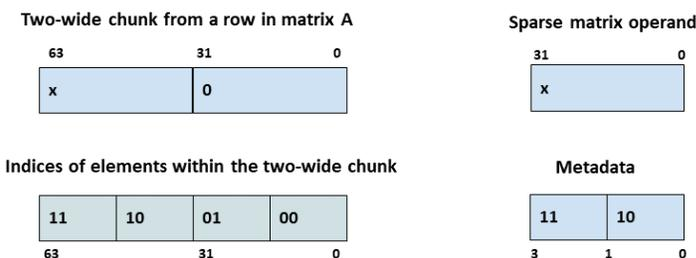 Two-wide chunk from a row in matrix A
63 31 0
x 0
Sparse matrix operand
31 0
x
Indices of elements within the two-wide chunk
11 10 01 00
63 31 0
Metadata
11 10
3 1 0